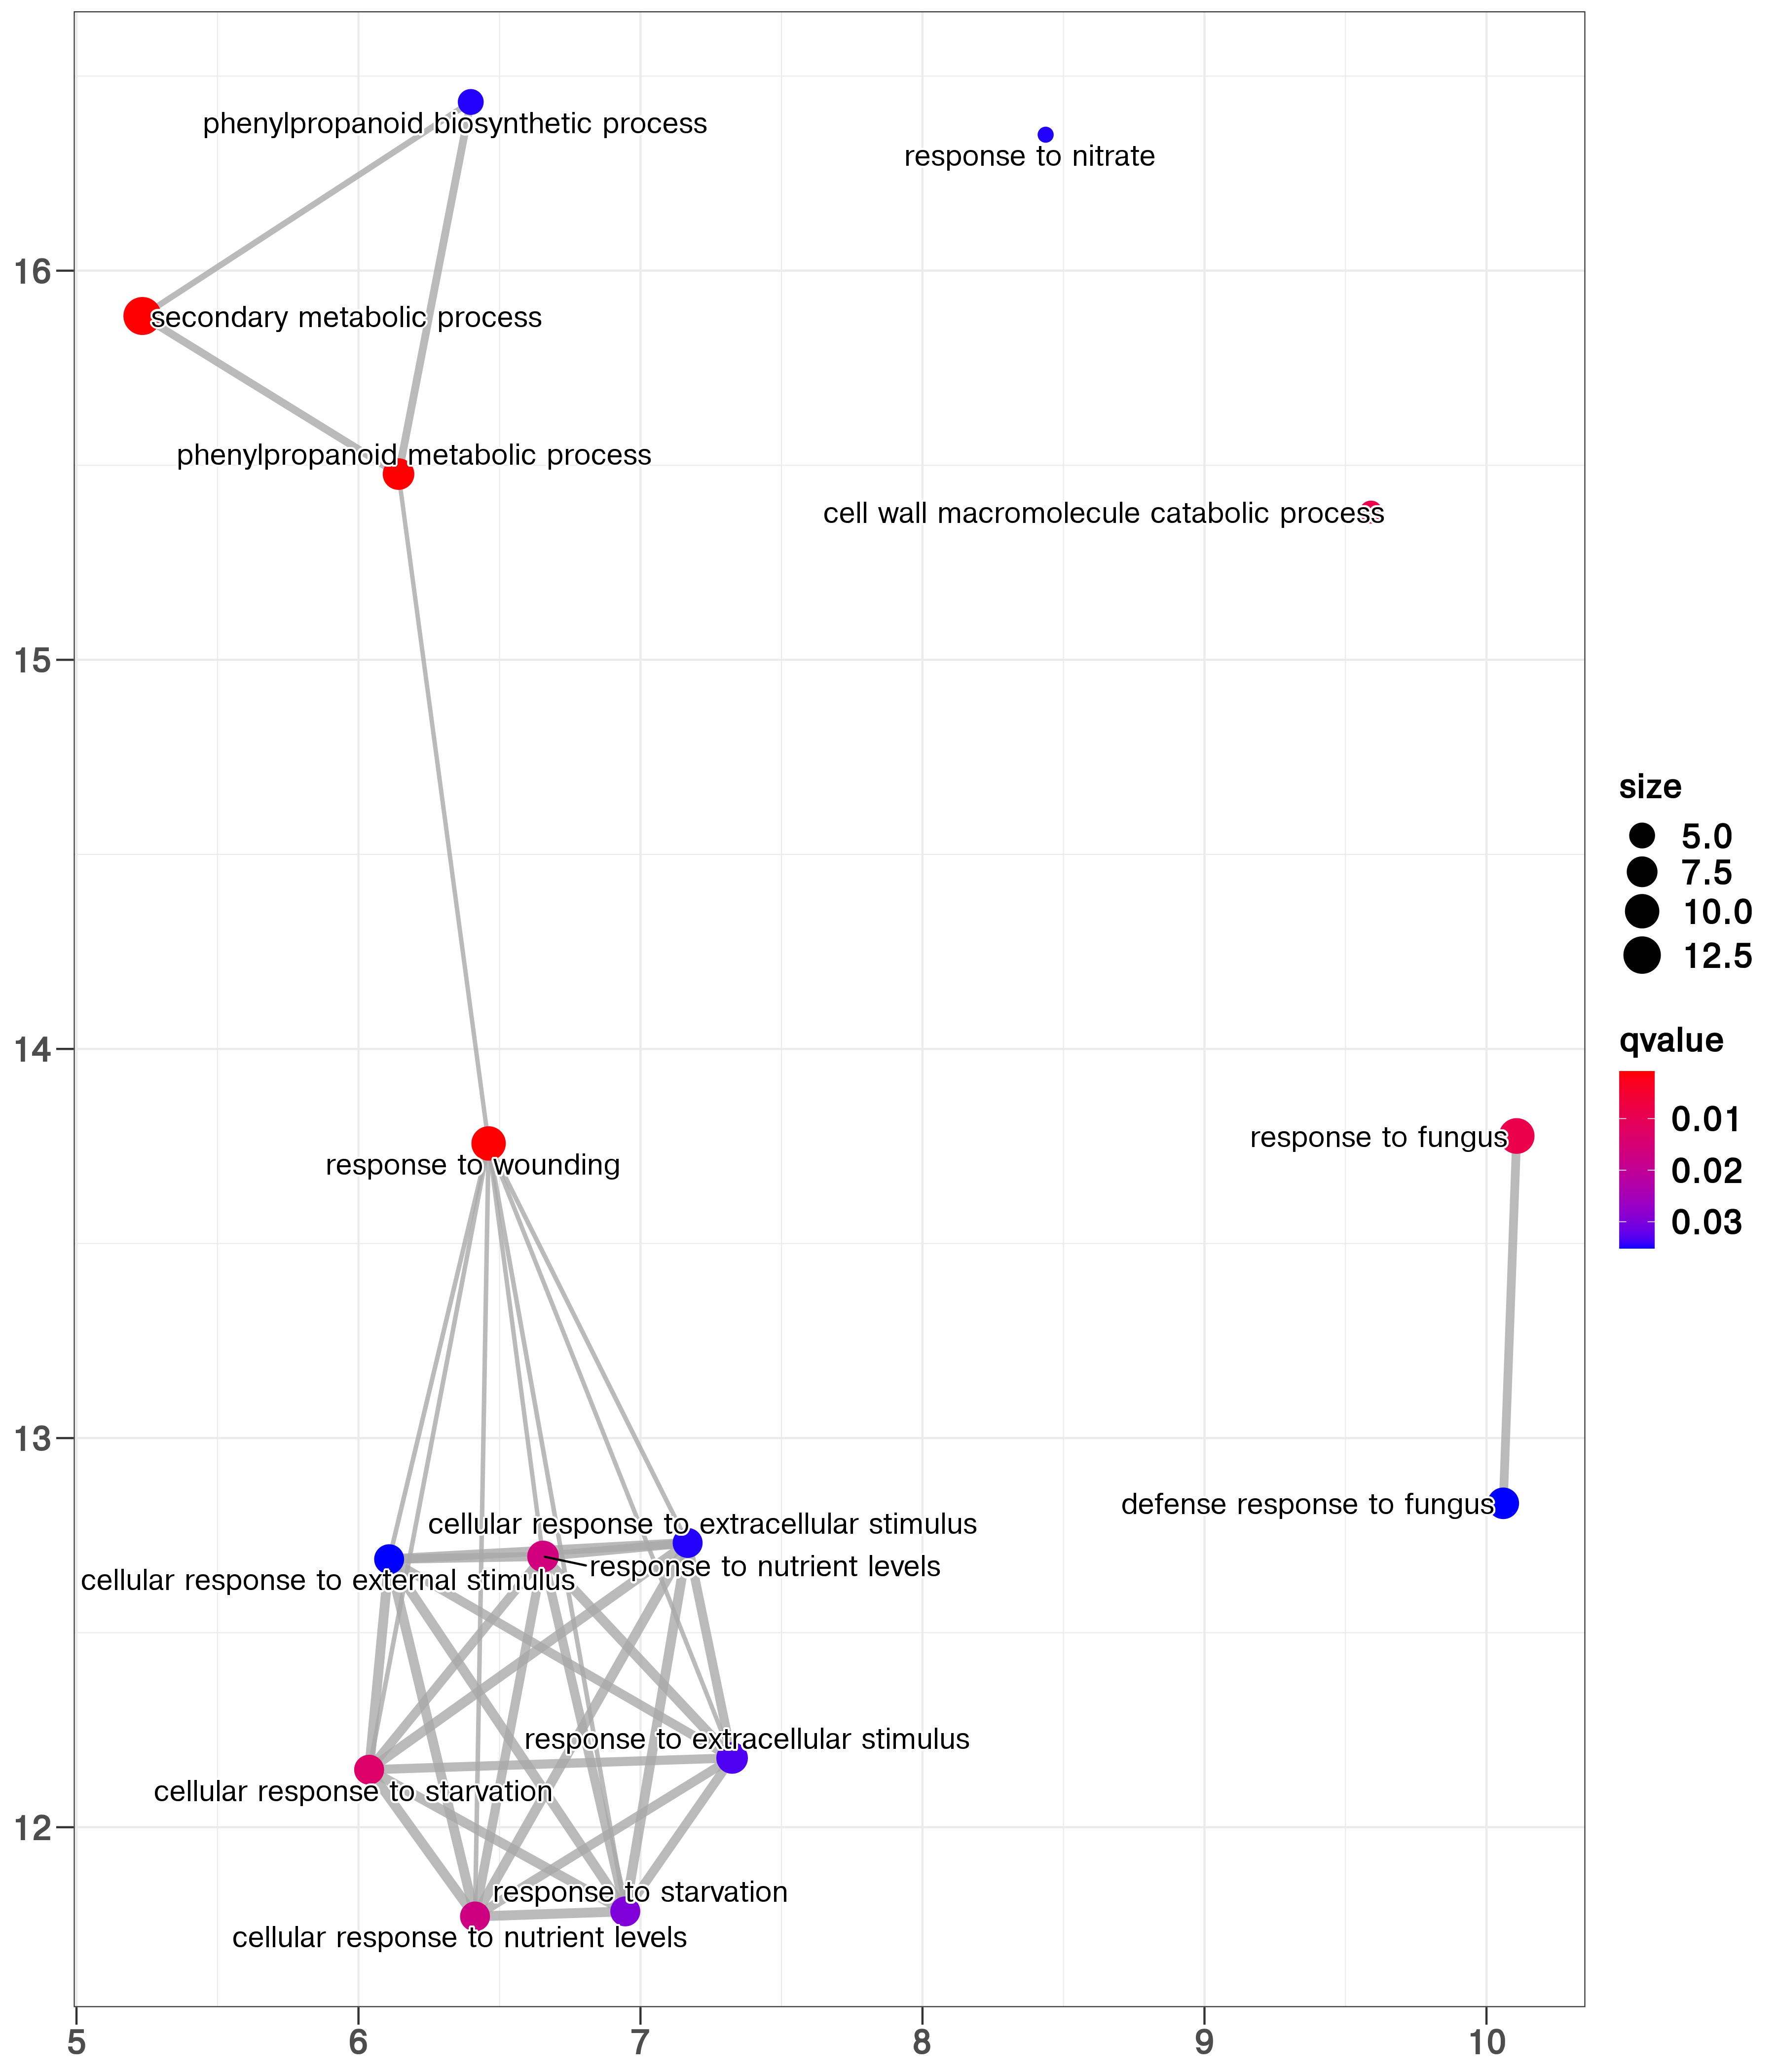 phenylpropanoid biosynthetic process
response to nitrate
16
secondary metabolic process
phenylpropanoid metabolic process
cell wall macromolecule catabolic process
15
size
5.0
7.5
10.0
12.5
14
qvalue
0.01
0.02
0.03
response to fungus
response to wounding
13
defense response to fungus
cellular response to extracellular stimulus
response to nutrient levels
cellular response to external stimulus
response to extracellular stimulus
cellular response to starvation
12
response to starvation
cellular response to nutrient levels
5 6 7 8 9 10